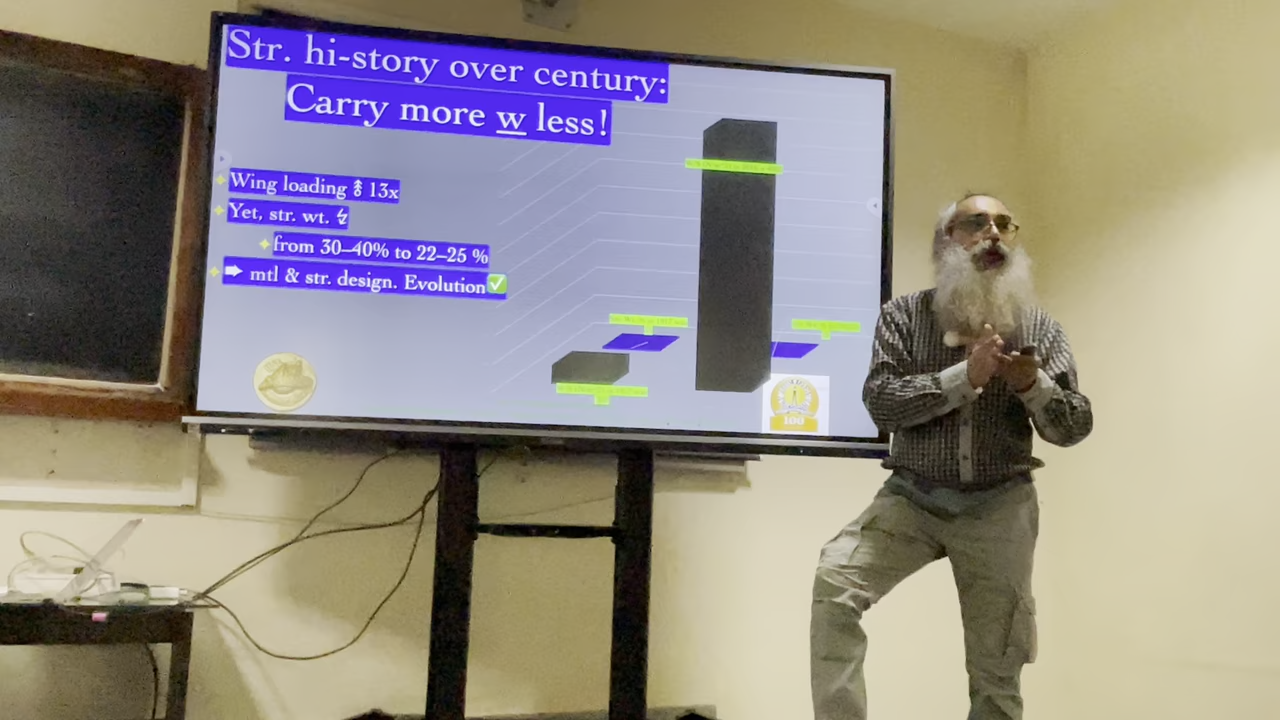 Str. hi-story over century:
Carry more w less!
Wing loading ⇞ 13x
Yet, str. wt. ↯
from 30–40% to 22–25 %
➡ mtl & str. design. Evolution✅
100